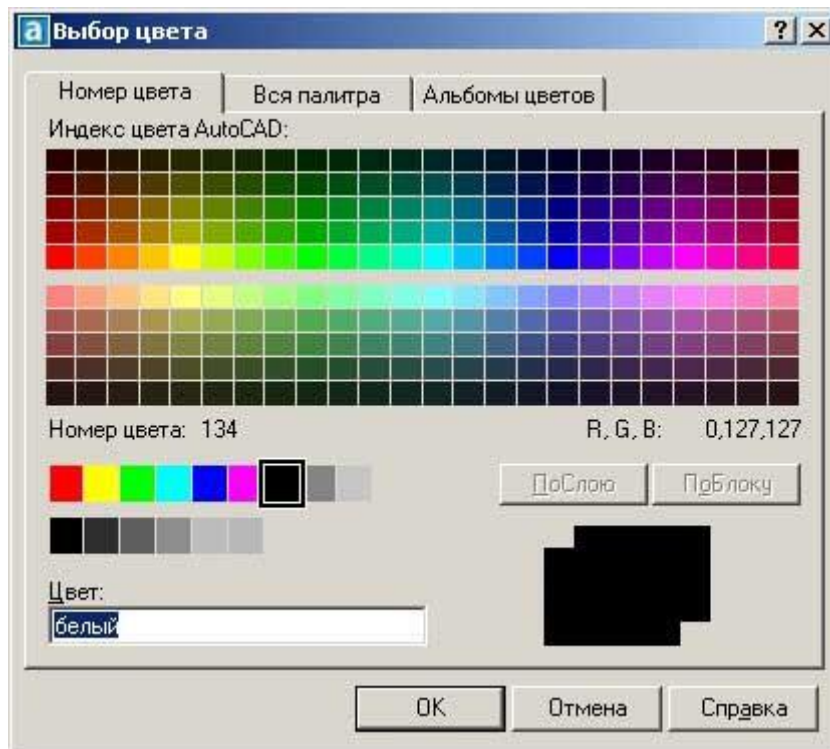 a Выбор цвета ? ×
Номер цвета Вся палитра Альбомы цветов
Индекс цвета AutoCAD:
Номер цвета: 134 R, G, B: 0,127,127
ПоСлою ПоБлоку
Цвет:
белый
OK Отмена Справка